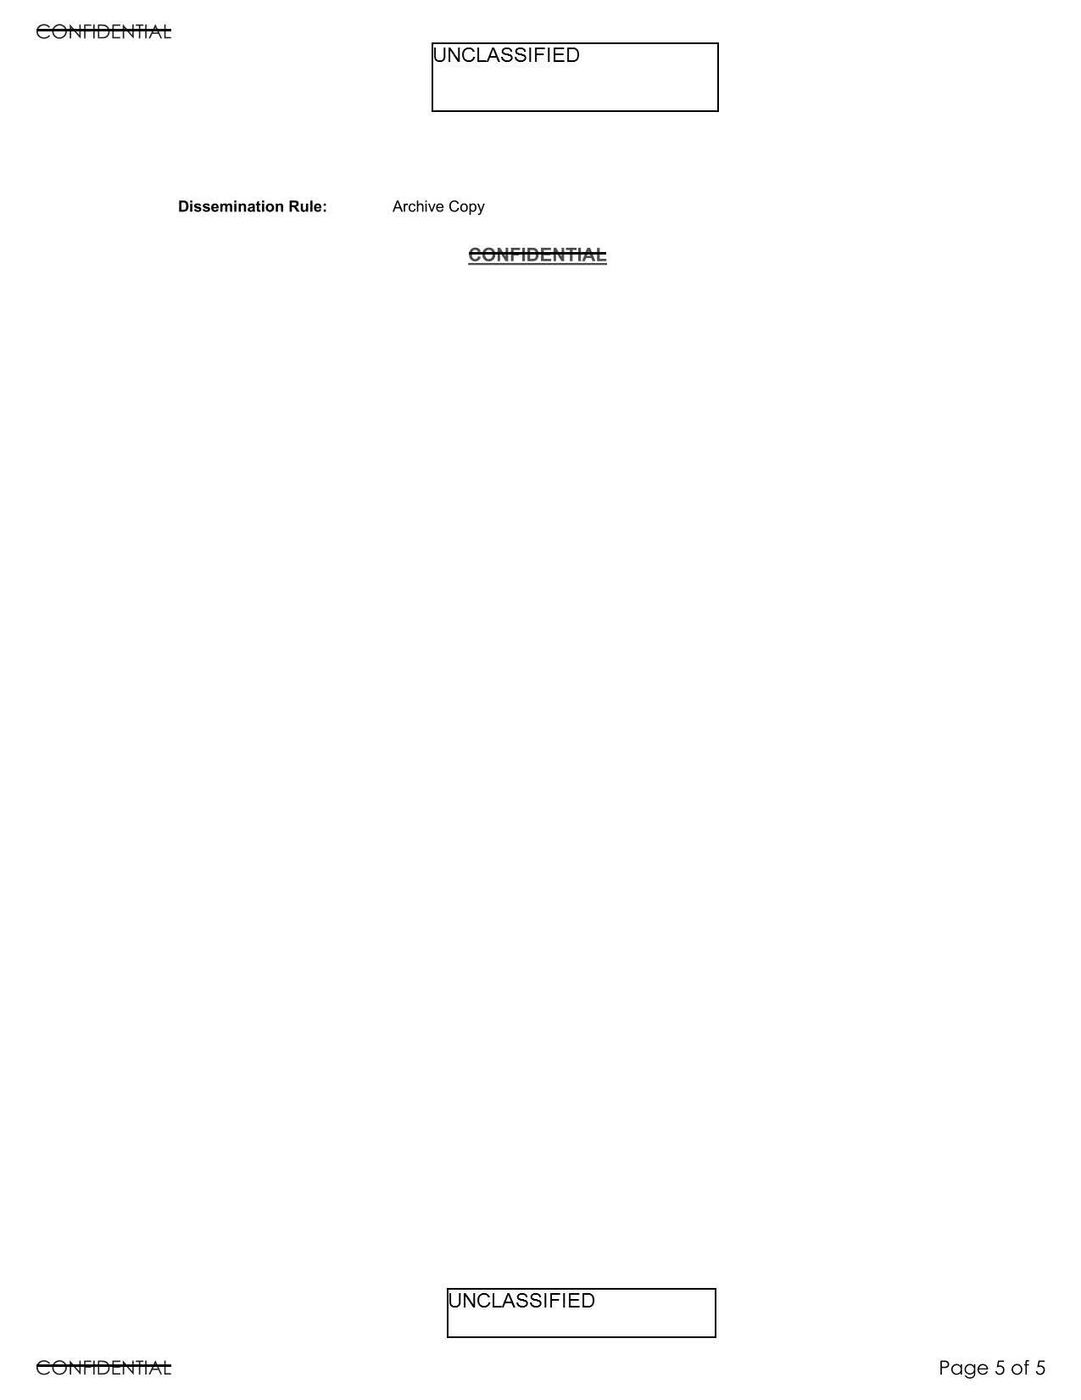 CONFIDENTIAL
UNCLASSIFIED
Dissemination Rule: Archive Copy
CONFIDENTIAL
UNCLASSIFIED
CONFIDENTIAL Page 5 of 5